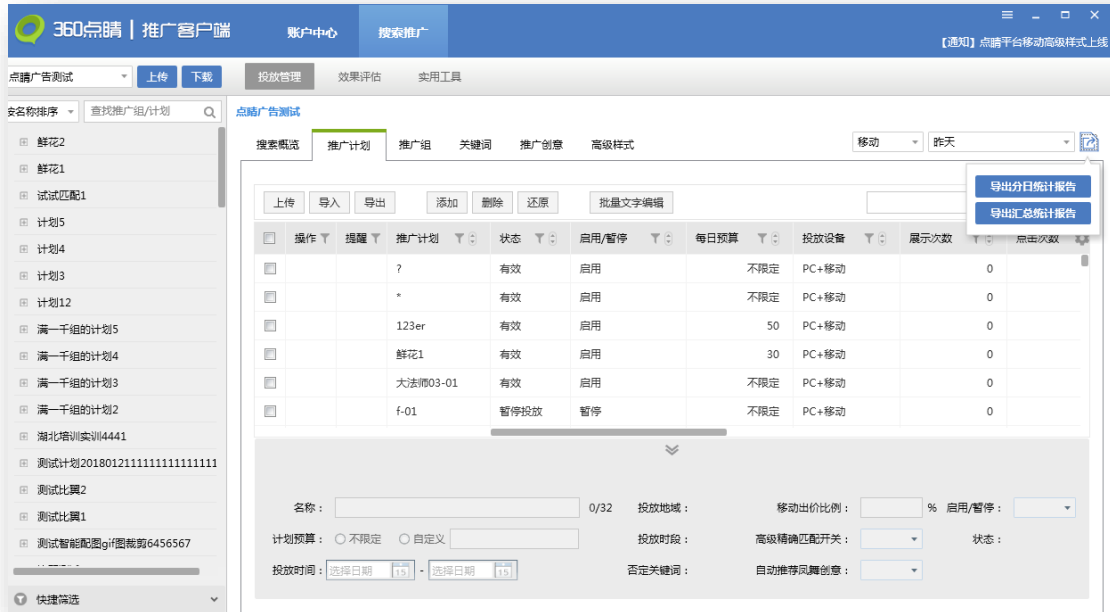 360点睛 | 推广客户端
账户中心
搜索推广
【通知】点睛平台移动高级样式上线
点睛广告测试
上传
下载
投放管理
效果评估
实用工具
按名称排序
查找推广组/计划
鲜花2
鲜花1
试试匹配1
计划5
计划4
计划3
计划12
满一千组的计划5
满一千组的计划4
满一千组的计划3
满一千组的计划2
湖北培训实训4441
测试计划2018012111111111111111
测试比翼2
测试比翼1
测试智能配图gif图裁剪6456567
快捷筛选
点睛广告测试
搜索概览 推广计划 推广组 关键词 推广创意 高级样式
移动
昨天
导出分日统计报告
导出汇总统计报告
上传 导入 导出 添加 删除 还原 批量文字编辑
操作 提醒 推广计划 状态 启用/暂停 每日预算 投放设备 展示次数 点击次数
? 有效 启用 不限定 PC+移动 0
* 有效 启用 不限定 PC+移动 0
123er 有效 启用 50 PC+移动 0
鲜花1 有效 启用 30 PC+移动 0
大法师03-01 有效 启用 不限定 PC+移动 0
f-01 暂停投放 暂停 不限定 PC+移动 0
名称： 0/32 投放地域： 移动出价比例： % 启用/暂停：
计划预算： 不限定 自定义 投放时段： 高级精确匹配开关： 状态：
投放时间： 选择日期 15 - 选择日期 15 否定关键词： 自动推荐凤舞创意：